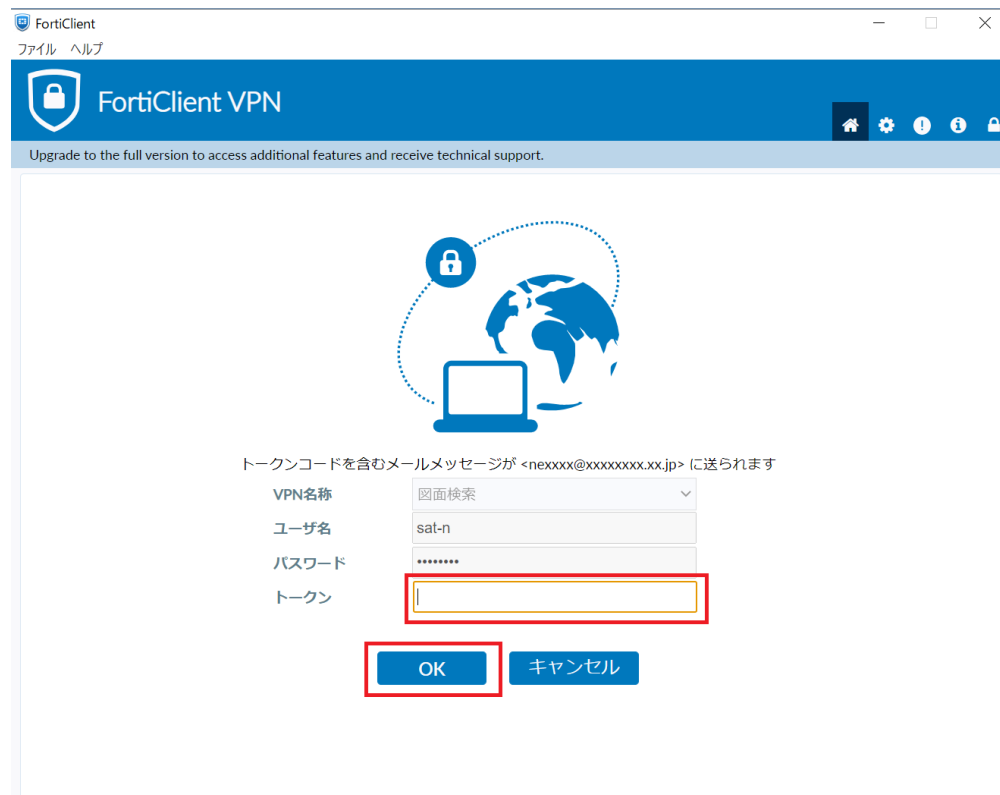 FortiClient
ファイル ヘルプ
FortiClient VPN
Upgrade to the full version to access additional features and receive technical support.
トークンコードを含むメールメッセージが <nexxxx@xxxxxxxx.xx.jp> に送られます
VPN名称 図面検索
ユーザ名 sat-n
パスワード ••••••••
トークン
OK キャンセル